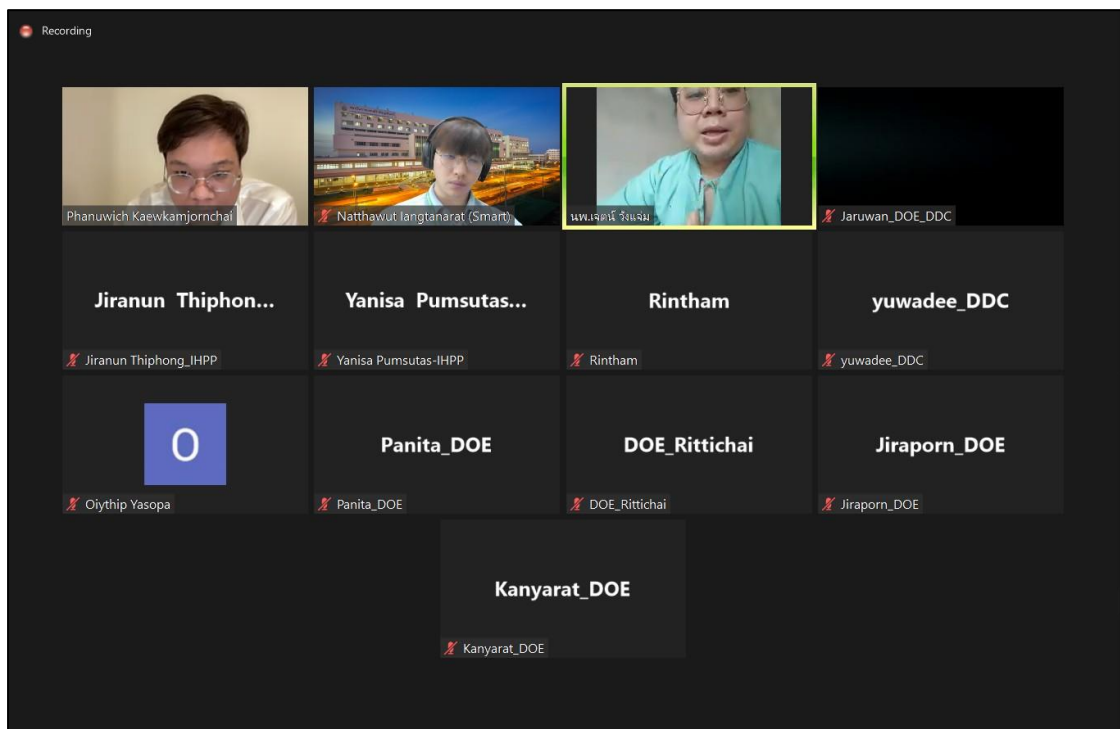 Recording
Phanuwich Kaewkamjornchai
Natthawut Iangtanarat (Smart)
นพ.เจตน์ วังแจ่ม
Jaruwan_DOE_DDC
Jiranun Thiphon...
Jiranun Thiphong_IHPP
Yanisa Pumsutas...
Yanisa Pumsutas-IHPP
Rintham
Rintham
yuwadee_DDC
yuwadee_DDC
O
Oiythip Yasopa
Panita_DOE
Panita_DOE
DOE_Rittichai
DOE_Rittichai
Jiraporn_DOE
Jiraporn_DOE
Kanyarat_DOE
Kanyarat_DOE